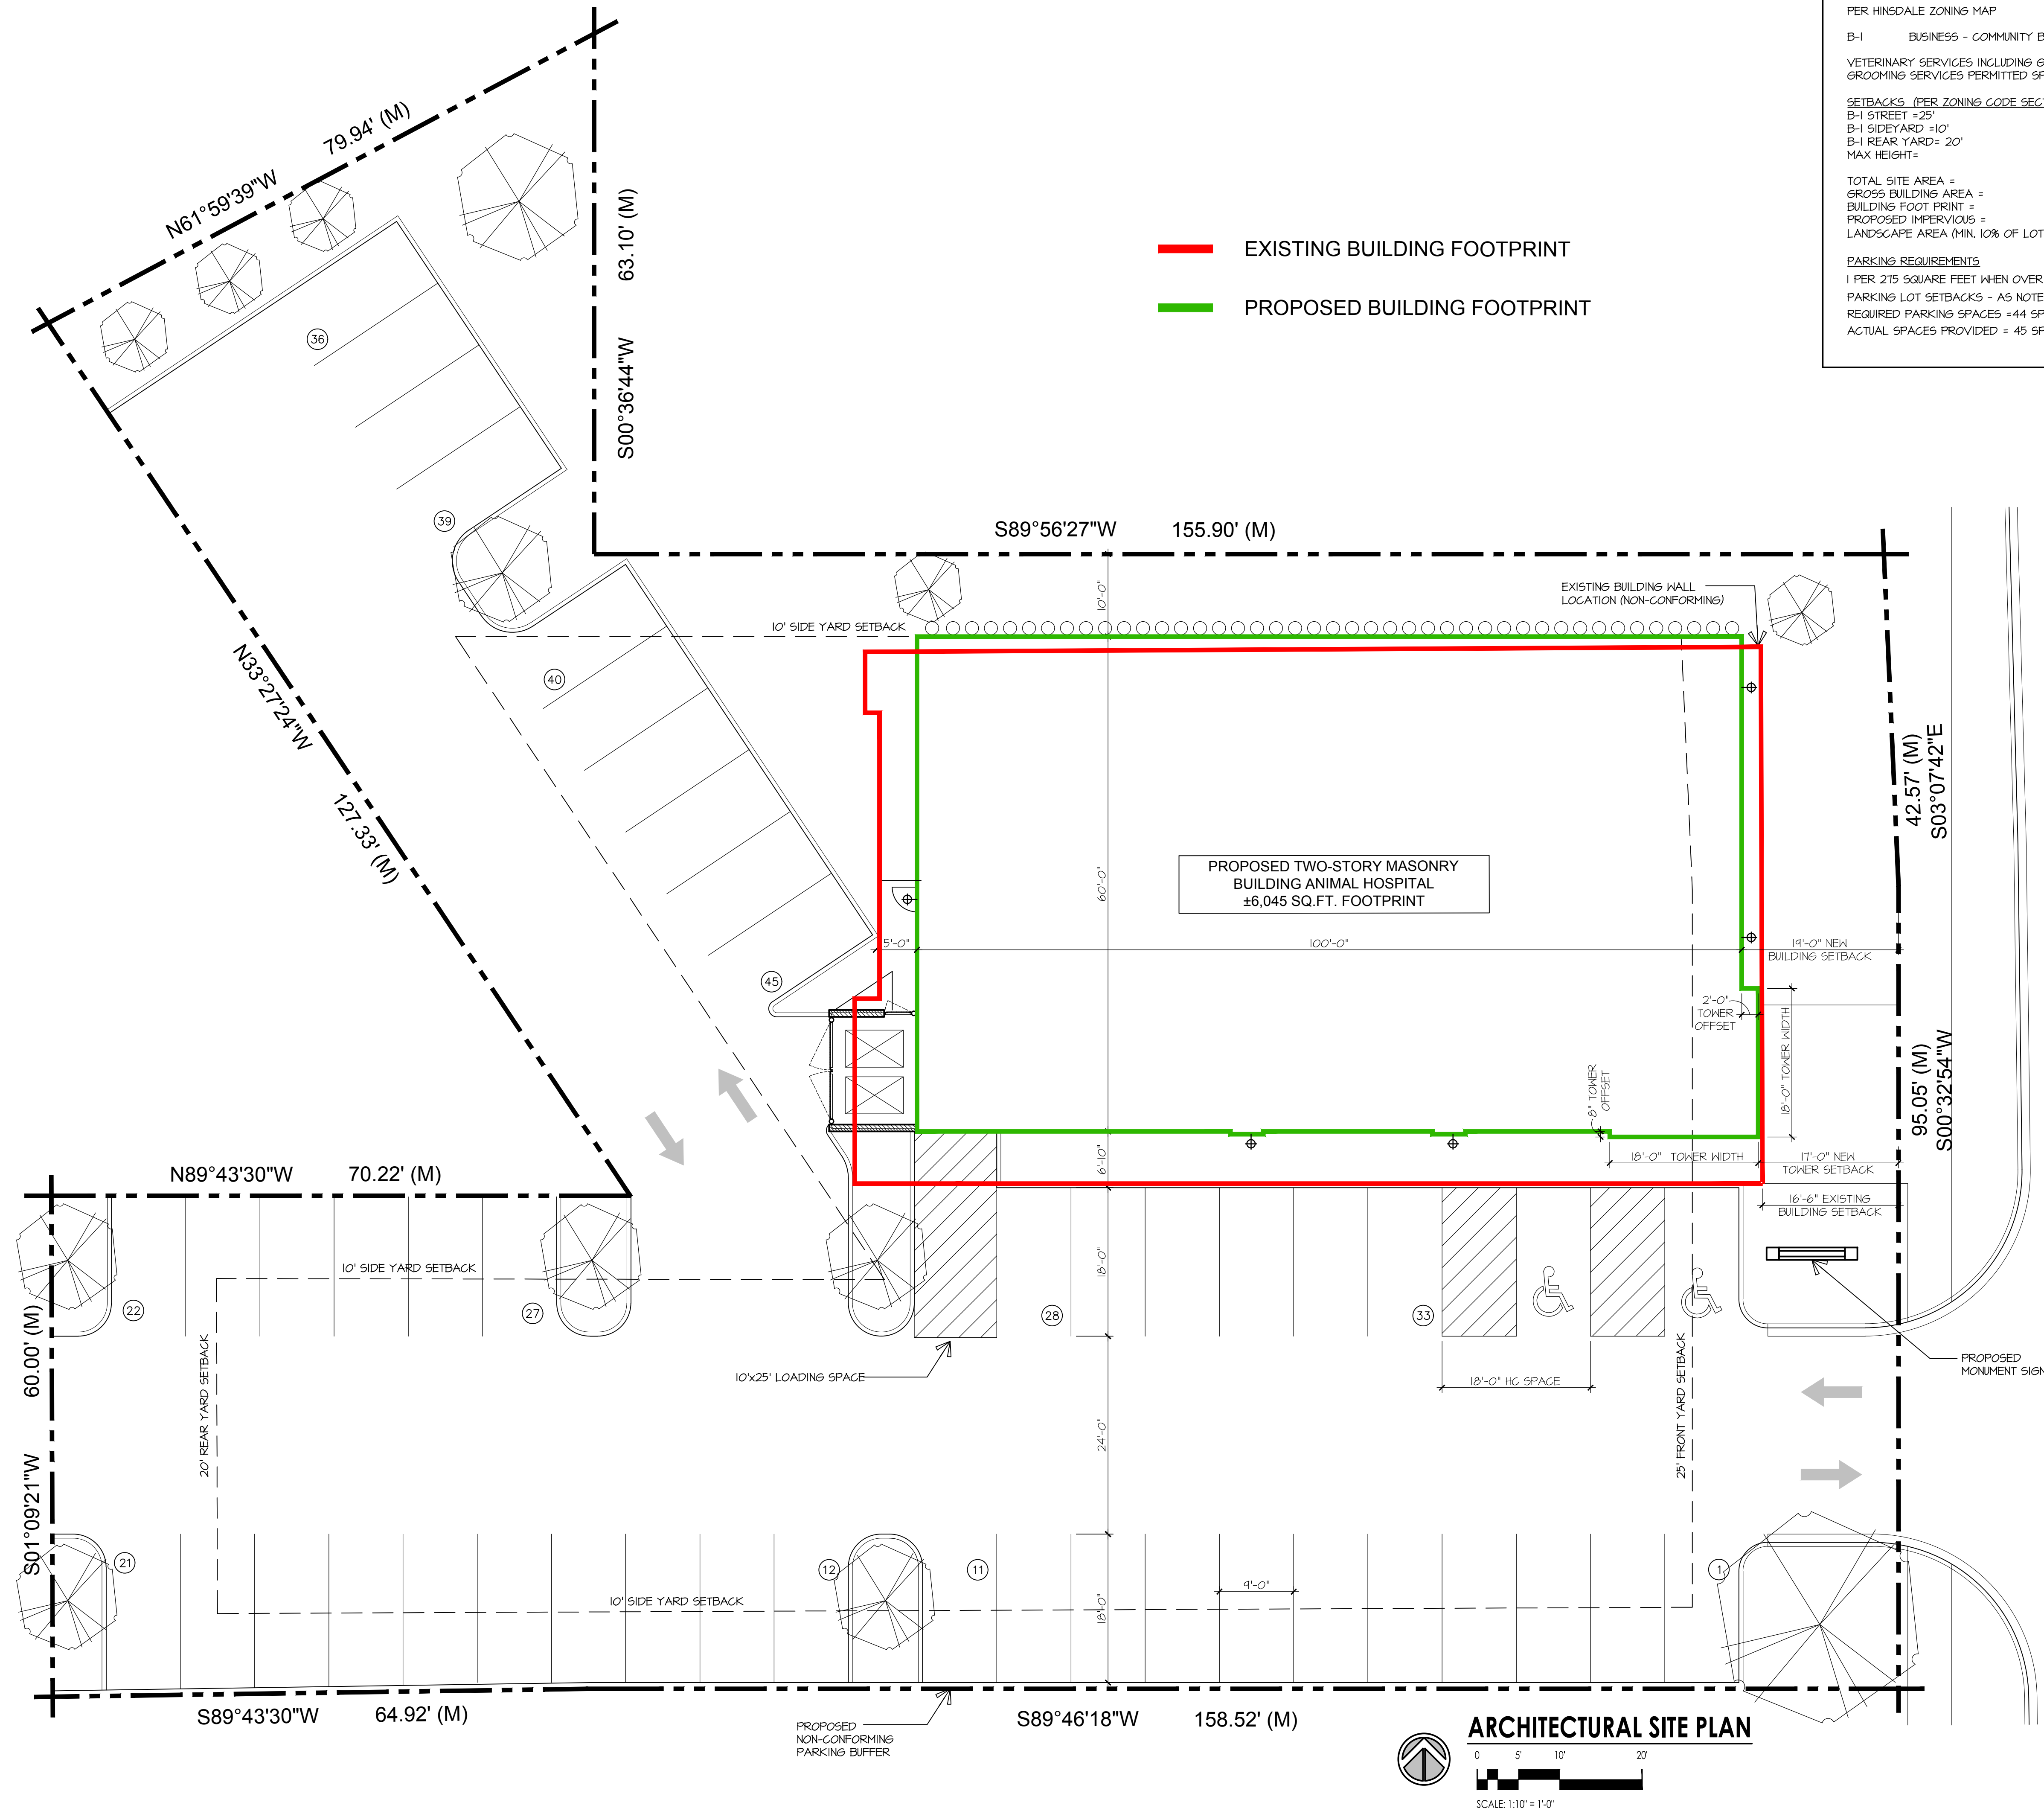 PER HINSDALE ZONING MAP
B-1 BUSINESS - COMMUNITY
VETERINARY SERVICES INCLUDING
GROOMING SERVICES PERMITTED
SETBACKS (PER ZONING CODE
B-1 STREET =25'
B-1 SIDEYARD =10'
B-1 REAR YARD= 20'
MAX HEIGHT=
TOTAL SITE AREA =
GROSS BUILDING AREA =
BUILDING FOOT PRINT =
PROPOSED IMPERVIOUS =
LANDSCAPE AREA (MIN. 10% OF LOT
PARKING REQUIREMENTS
1 PER 275 SQUARE FEET WHEN OVER
PARKING LOT SETBACKS - AS
REQUIRED PARKING SPACES =44
ACTUAL SPACES PROVIDED = 45
EXISTING BUILDING FOOTPRINT
PROPOSED BUILDING FOOTPRINT
N61°59'39"W 79.94' (M)
63.10' (M)
S00°36'44"W
36
39
40
45
S89°56'27"W 155.90' (M)
EXISTING BUILDING WALL
LOCATION (NON-CONFORMING)
10' SIDE YARD SETBACK
10'-0"
N33°27'24"W
127.33' (M)
42.57' (M)
S03°07'42"E
PROPOSED TWO-STORY MASONRY
BUILDING ANIMAL HOSPITAL
±6,045 SQ.FT. FOOTPRINT
60'-0"
5'-0"
100'-0"
19'-0" NEW
BUILDING SETBACK
2'-0"
TOWER
OFFSET
18'-0" TOWER WIDTH
8" TOWER
OFFSET
95.05' (M)
S00°32'54"W
6'-10"
18'-0" TOWER WIDTH
17'-0" NEW
TOWER SETBACK
16'-6" EXISTING
BUILDING SETBACK
N89°43'30"W 70.22' (M)
10' SIDE YARD SETBACK
22
27
28
33
18'-0"
10'x25' LOADING SPACE
18'-0" HC SPACE
PROPOSED
MONUMENT SIGN
60.00' (M)
S01°09'21"W
20' REAR YARD SETBACK
24'-0"
25' FRONT YARD SETBACK
21
12
11
1
9'-0"
18'-0"
10' SIDE YARD SETBACK
S89°43'30"W 64.92' (M)
PROPOSED
NON-CONFORMING
PARKING BUFFER
S89°46'18"W 158.52' (M)
ARCHITECTURAL SITE PLAN
0 5' 10' 20'
SCALE: 1:10" = 1'-0"